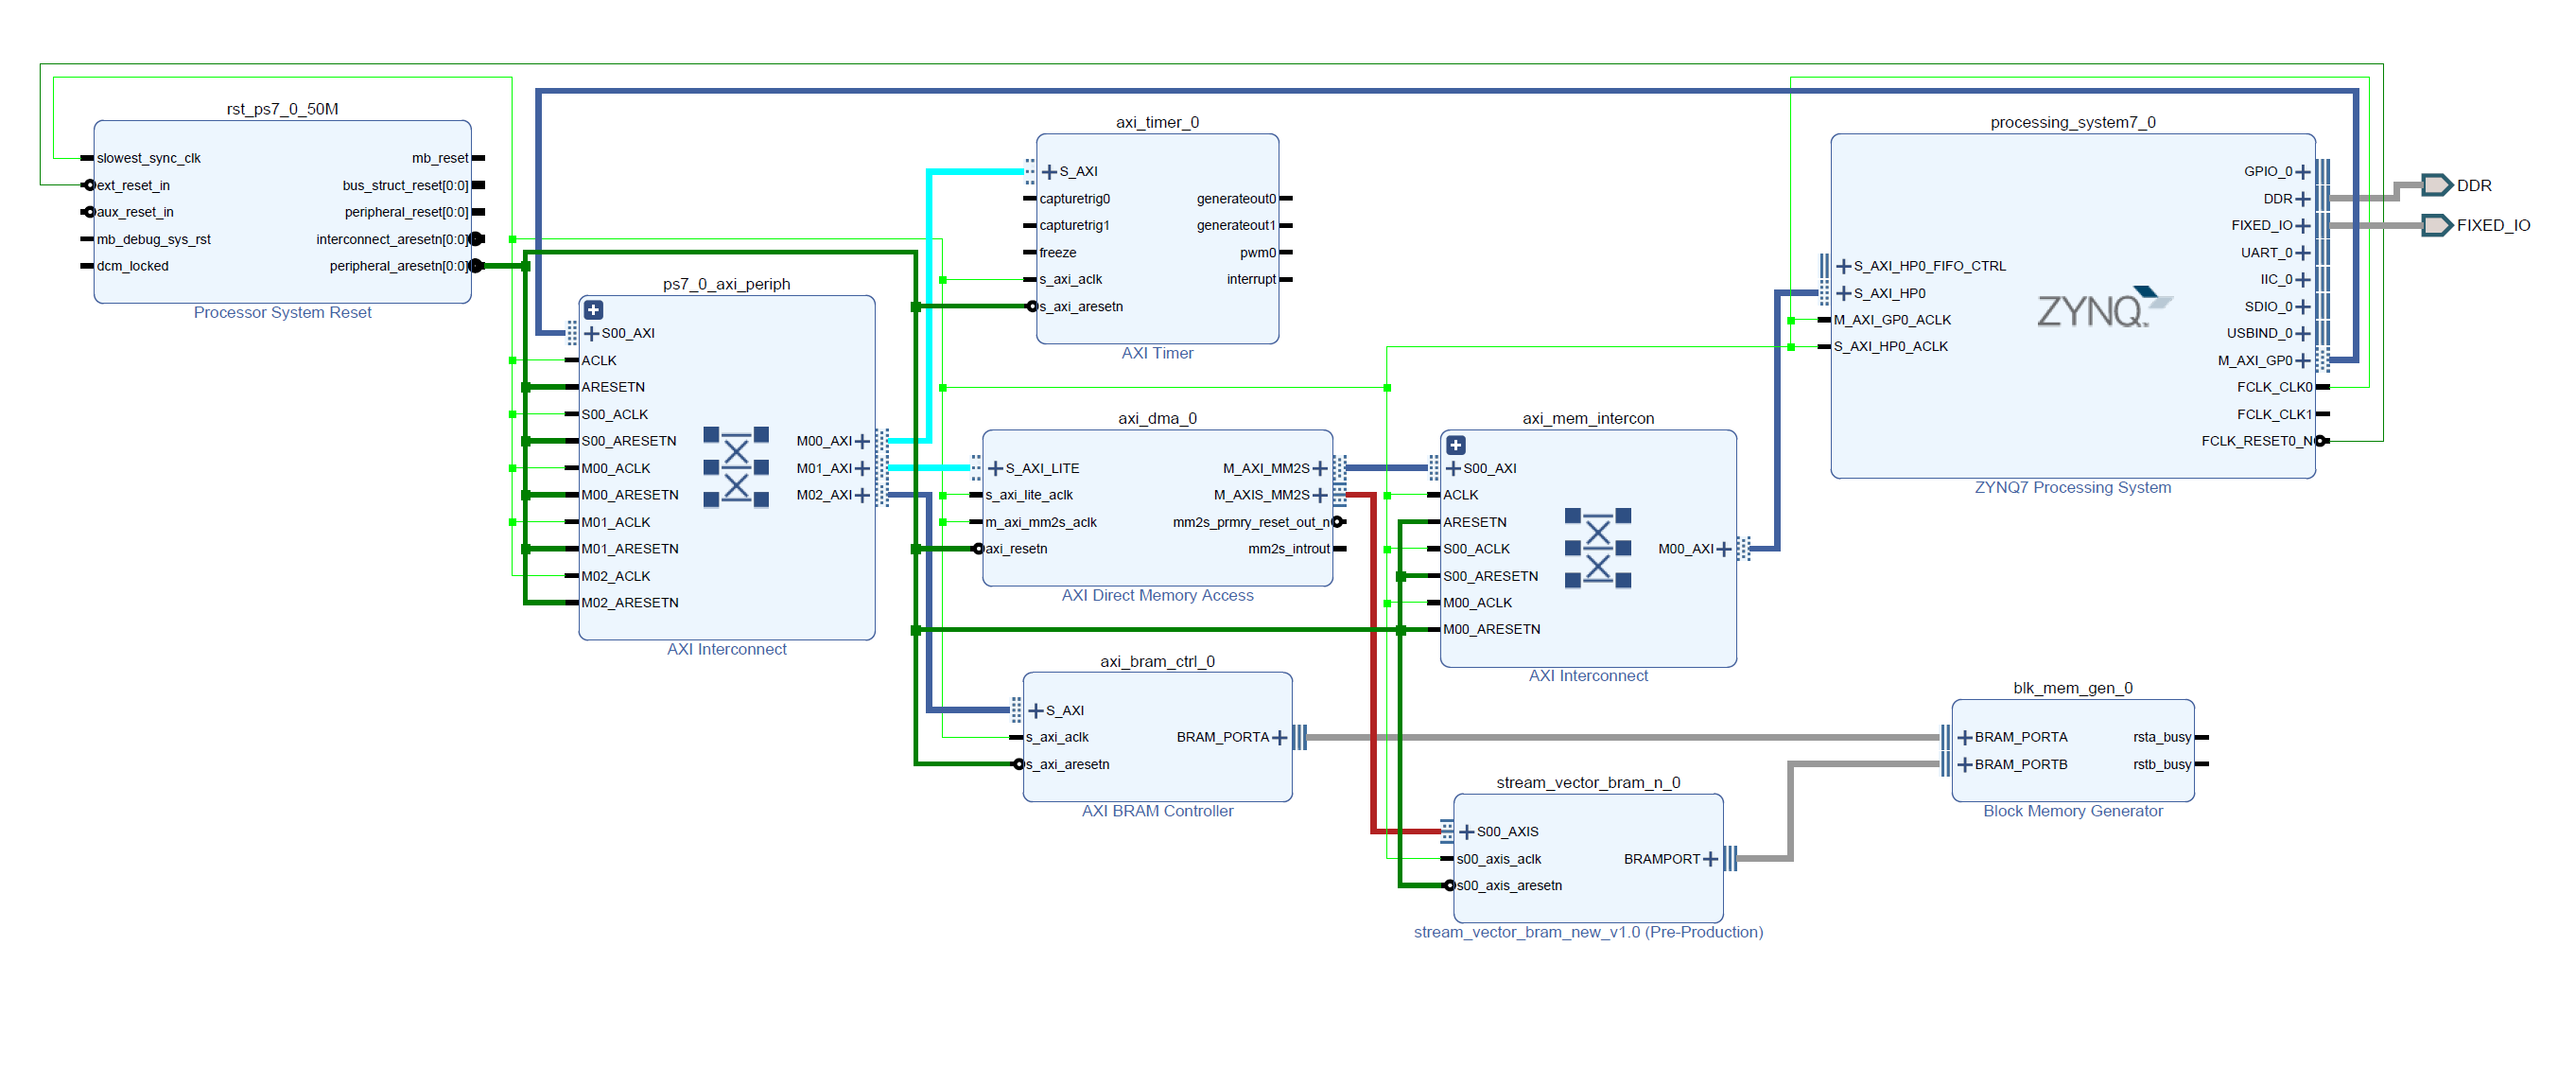 rst_ps7_0_50M
slowest_sync_clk
ext_reset_in
aux_reset_in
mb_debug_sys_rst
dcm_locked
mb_reset
bus_struct_reset[0:0]
peripheral_reset[0:0]
interconnect_aresetn[0:0]
peripheral_aresetn[0:0]
Processor System Reset
ps7_0_axi_periph
S00_AXI
ACLK
ARESETN
S00_ACLK
S00_ARESETN
M00_ACLK
M00_ARESETN
M01_ACLK
M01_ARESETN
M02_ACLK
M02_ARESETN
M00_AXI
M01_AXI
M02_AXI
AXI Interconnect
axi_timer_0
S_AXI
capturetrig0
capturetrig1
freeze
s_axi_aclk
s_axi_aresetn
generateout0
generateout1
pwm0
interrupt
AXI Timer
axi_dma_0
S_AXI_LITE
s_axi_lite_aclk
m_axi_mm2s_aclk
axi_resetn
M_AXI_MM2S
M_AXIS_MM2S
mm2s_prmry_reset_out_n
mm2s_introut
AXI Direct Memory Access
axi_bram_ctrl_0
S_AXI
s_axi_aclk
s_axi_aresetn
BRAM_PORTA
AXI BRAM Controller
axi_mem_intercon
S00_AXI
ACLK
ARESETN
S00_ACLK
S00_ARESETN
M00_ACLK
M00_ARESETN
M00_AXI
AXI Interconnect
stream_vector_bram_n_0
S00_AXIS
s00_axis_aclk
s00_axis_aresetn
BRAMPORT
stream_vector_bram_new_v1.0 (Pre-Production)
processing_system7_0
S_AXI_HP0_FIFO_CTRL
S_AXI_HP0
M_AXI_GP0_ACLK
S_AXI_HP0_ACLK
ZYNQ
GPIO_0
DDR
FIXED_IO
UART_0
IIC_0
SDIO_0
USBIND_0
M_AXI_GP0
FCLK_CLK0
FCLK_CLK1
FCLK_RESET0_N
ZYNQ7 Processing System
DDR
FIXED_IO
blk_mem_gen_0
BRAM_PORTA
BRAM_PORTB
rsta_busy
rstb_busy
Block Memory Generator